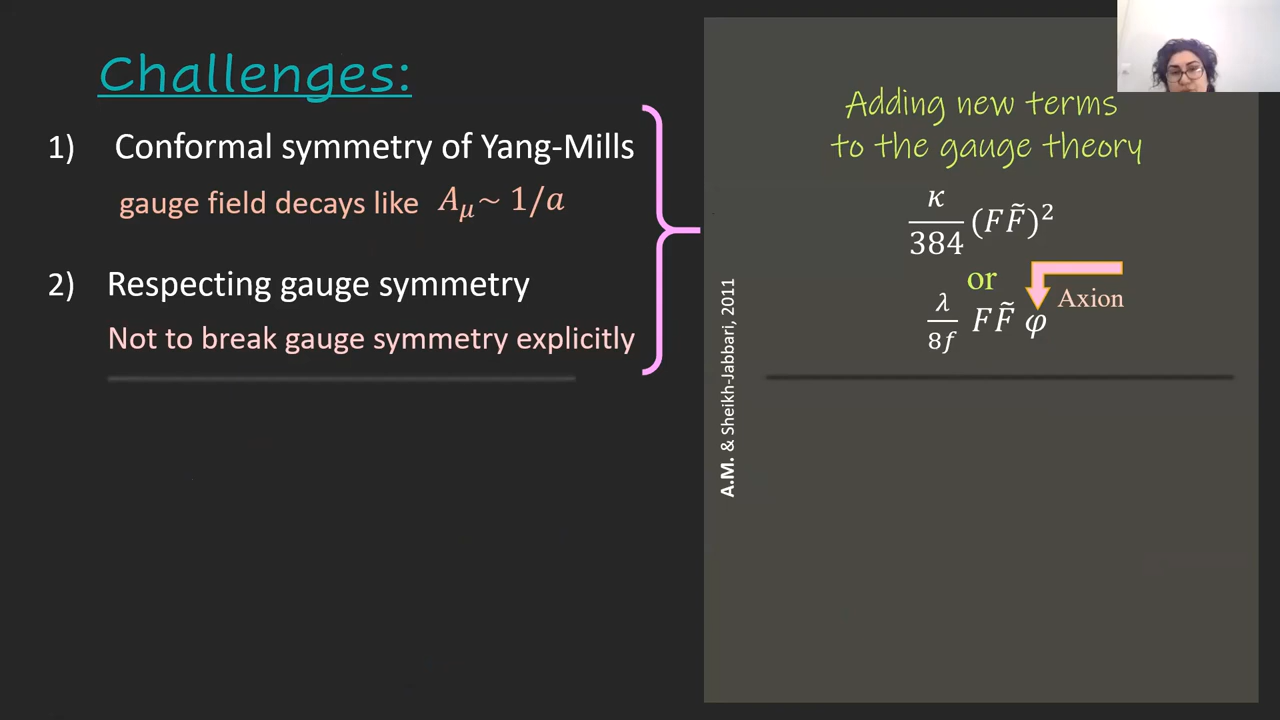 Challenges:
1) Conformal symmetry of Yang-Mills
gauge field decays like A_μ ~ 1/a
2) Respecting gauge symmetry
Not to break gauge symmetry explicitly
A.M. & Sheikh-Jabbari, 2011
Adding new terms
to the gauge theory
κ/384 (FF̃)²
or
Axion
λ/8f FF̃ φ